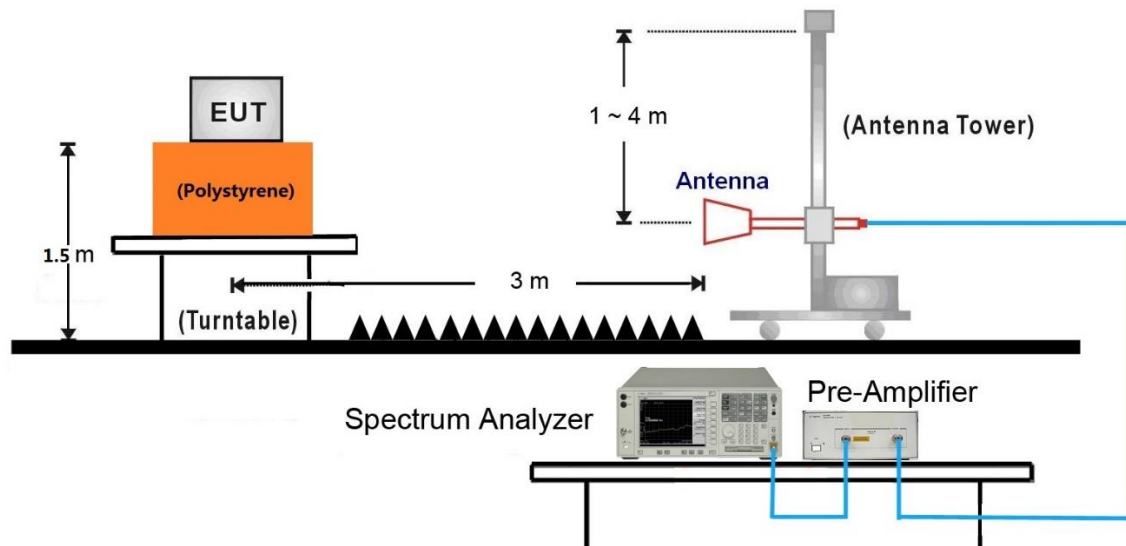 EUT
(Polystyrene)
1.5 m
(Turntable)
3 m
1 ~ 4 m
Antenna
(Antenna Tower)
Spectrum Analyzer
Pre-Amplifier